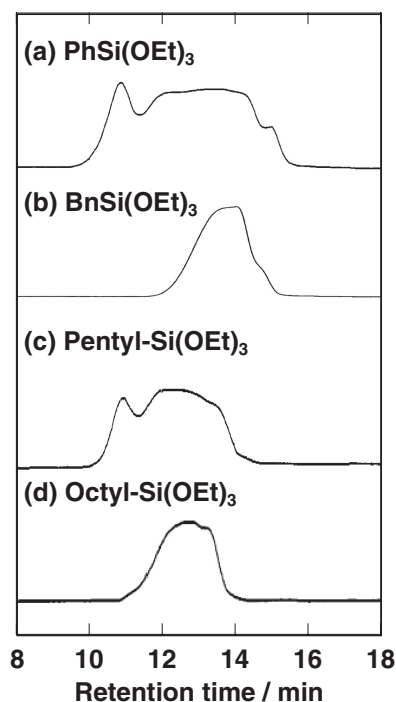 (a) PhSi(OEt)₃
(b) BnSi(OEt)₃
(c) Pentyl-Si(OEt)₃
(d) Octyl-Si(OEt)₃
8 10 12 14 16 18
Retention time / min